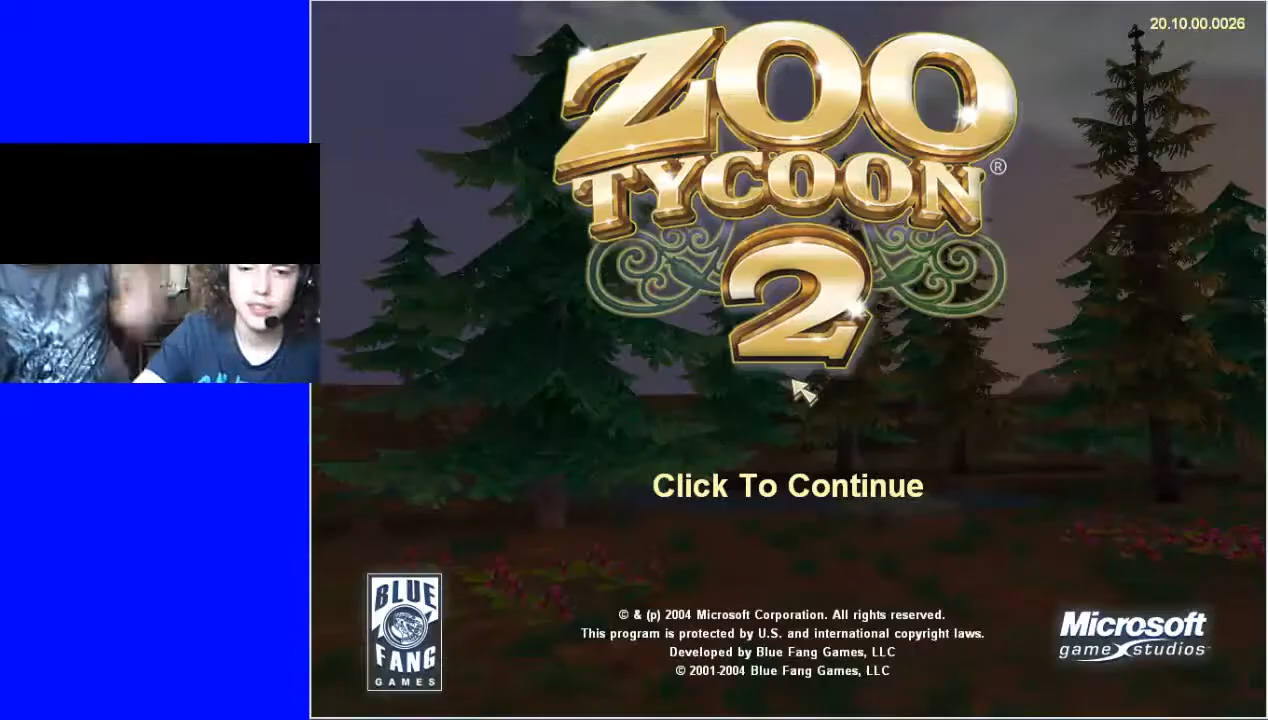 20.10.00.0026
ZOO
TYCOON®
2
Click To Continue
BLUE
FANG
GAMES
© & (p) 2004 Microsoft Corporation. All rights reserved.
This program is protected by U.S. and international copyright laws.
Developed by Blue Fang Games, LLC
© 2001-2004 Blue Fang Games, LLC
Microsoft
game studios